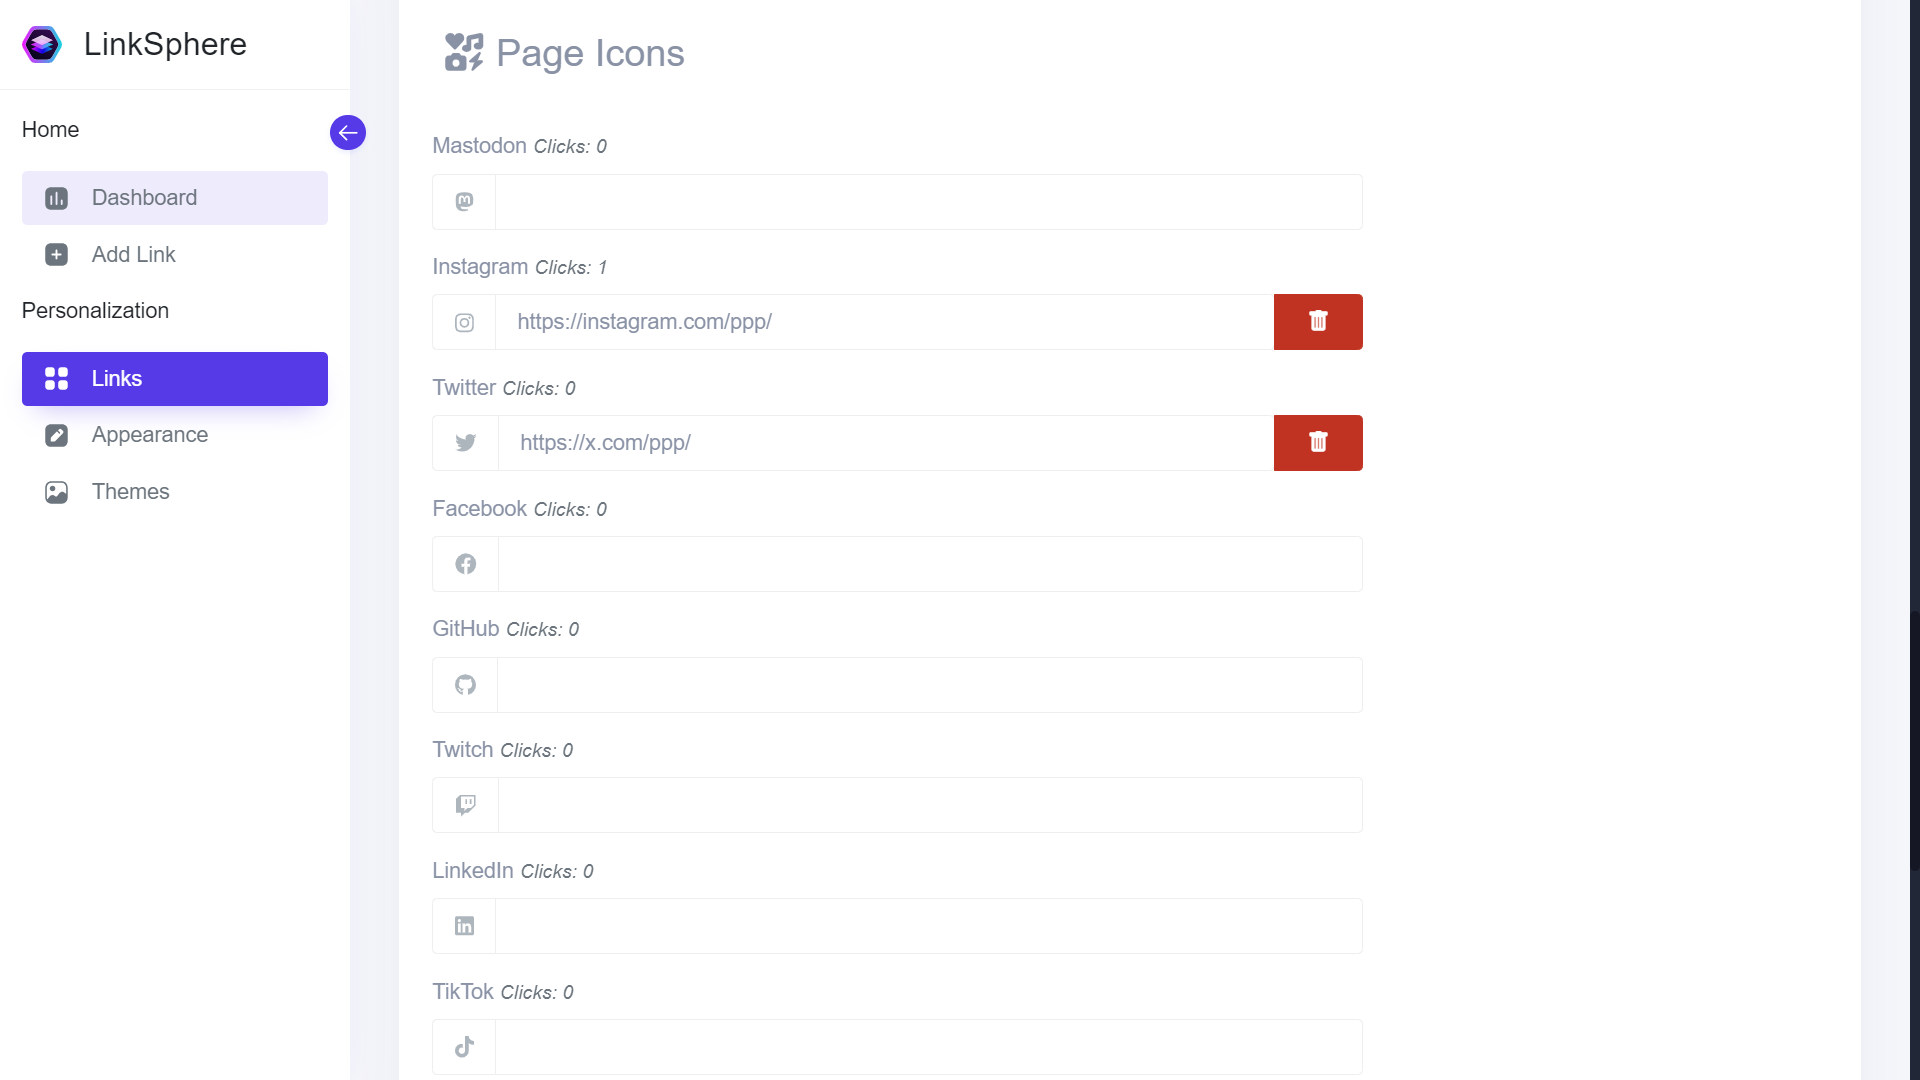 LinkSphere
Home
Dashboard
Add Link
Personalization
Links
Appearance
Themes
Page Icons
Mastodon Clicks: 0
Instagram Clicks: 1
https://instagram.com/ppp/
Twitter Clicks: 0
https://x.com/ppp/
Facebook Clicks: 0
GitHub Clicks: 0
Twitch Clicks: 0
LinkedIn Clicks: 0
TikTok Clicks: 0